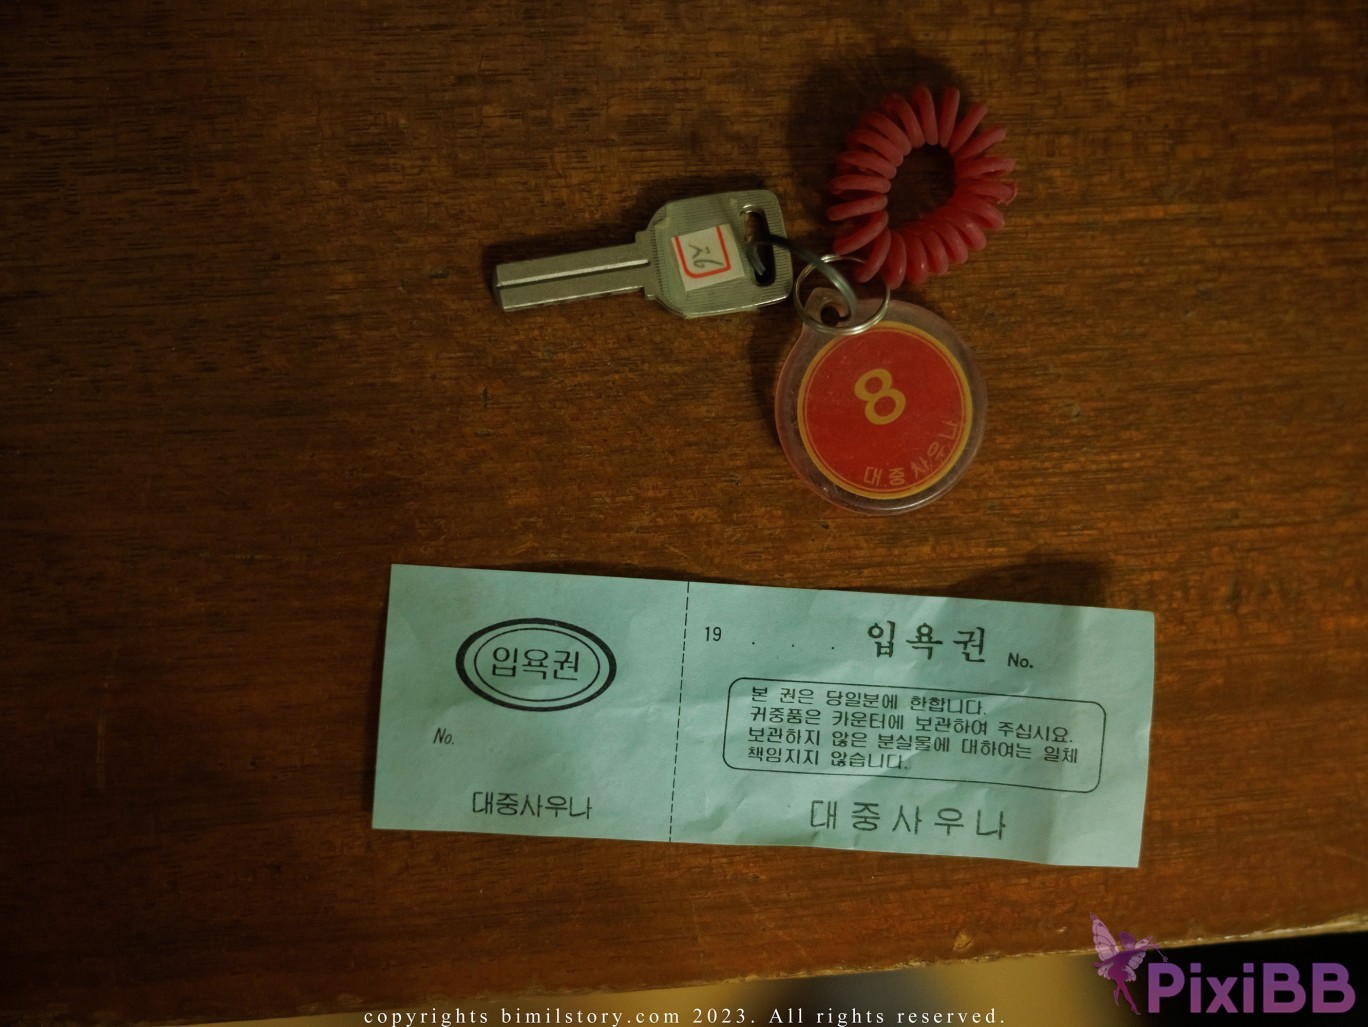 8
대중사우나
입욕권
No.
대중사우나
19 . . . 입욕권 No.
본 권은 당일분에 한합니다.
귀중품은 카운터에 보관하여 주십시요.
보관하지 않은 분실물에 대하여는 일체
책임지지 않습니다.
대중사우나
PixiBB
copyrights bimilstory.com 2023. All rights reserved.